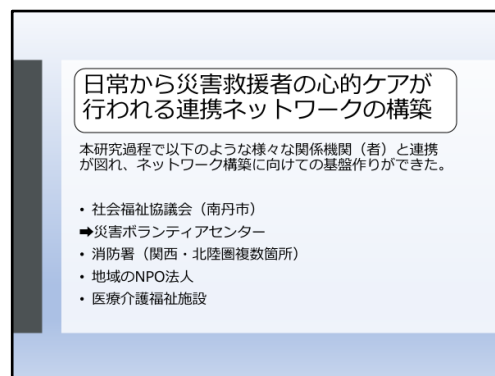 日常から災害救援者の心的ケアが
行われる連携ネットワークの構築
本研究過程で以下のような様々な関係機関（者）と連携
が図れ、ネットワーク構築に向けての基盤作りができた。
• 社会福祉協議会（南丹市）
➡災害ボランティアセンター
• 消防署（関西・北陸圏複数箇所）
• 地域のNPO法人
• 医療介護福祉施設